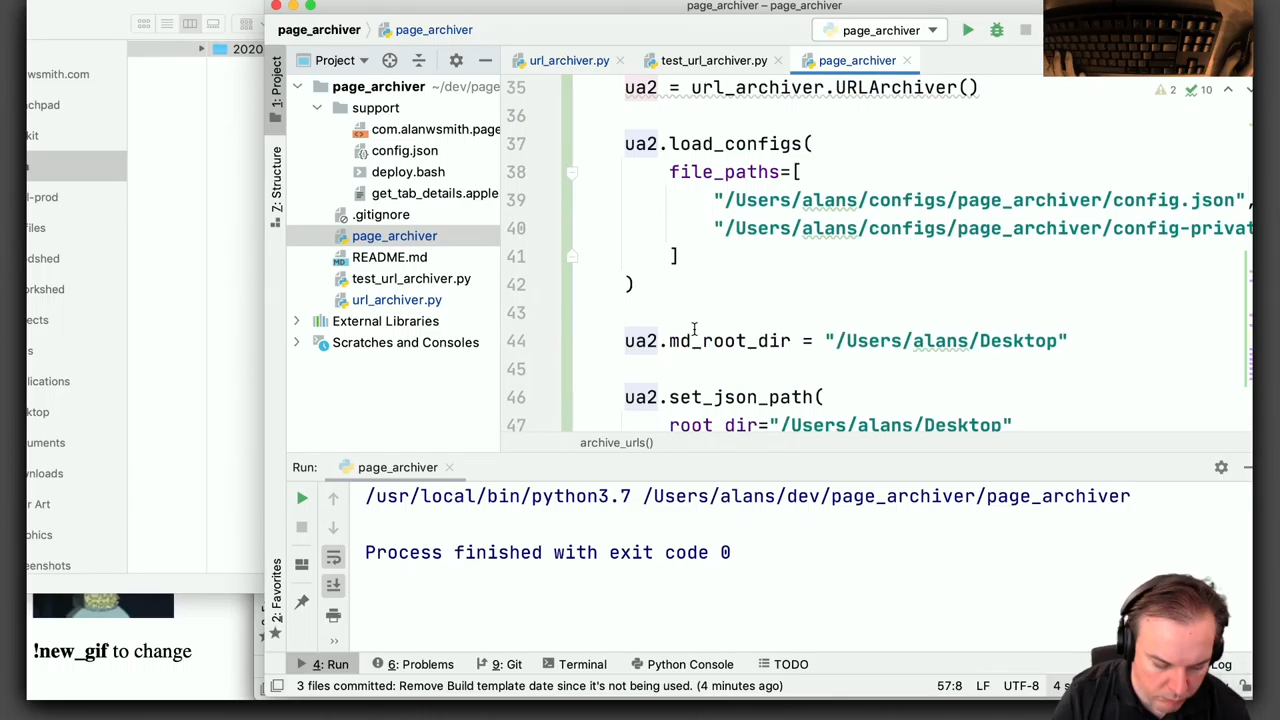 page_archiver – page_archiver
page_archiver
page_archiver
page_archiver
2020
wsmith.com
Project
page_archiver ~/dev/page
support
com.alanwsmith.page
config.json
deploy.bash
get_tab_details.apple
.gitignore
page_archiver
README.md
test_url_archiver.py
url_archiver.py
External Libraries
Scratches and Consoles
1: Project
Z: Structure
2: Favorites
url_archiver.py
test_url_archiver.py
page_archiver
2
10
35 ua2 = url_archiver.URLArchiver()
36
37 ua2.load_configs(
38 file_paths=[
39 "/Users/alans/configs/page_archiver/config.json",
40 "/Users/alans/configs/page_archiver/config-privat
41 ]
42 )
43
44 ua2.md_root_dir = "/Users/alans/Desktop"
45
46 ua2.set_json_path(
47 root_dir="/Users/alans/Desktop"
archive_urls()
Run:
page_archiver
/usr/local/bin/python3.7 /Users/alans/dev/page_archiver/page_archiver
Process finished with exit code 0
!new_gif to change
4: Run
6: Problems
9: Git
Terminal
Python Console
TODO
Log
3 files committed: Remove Build template date since it's not being used. (4 minutes ago)
57:8
LF
UTF-8
4 s